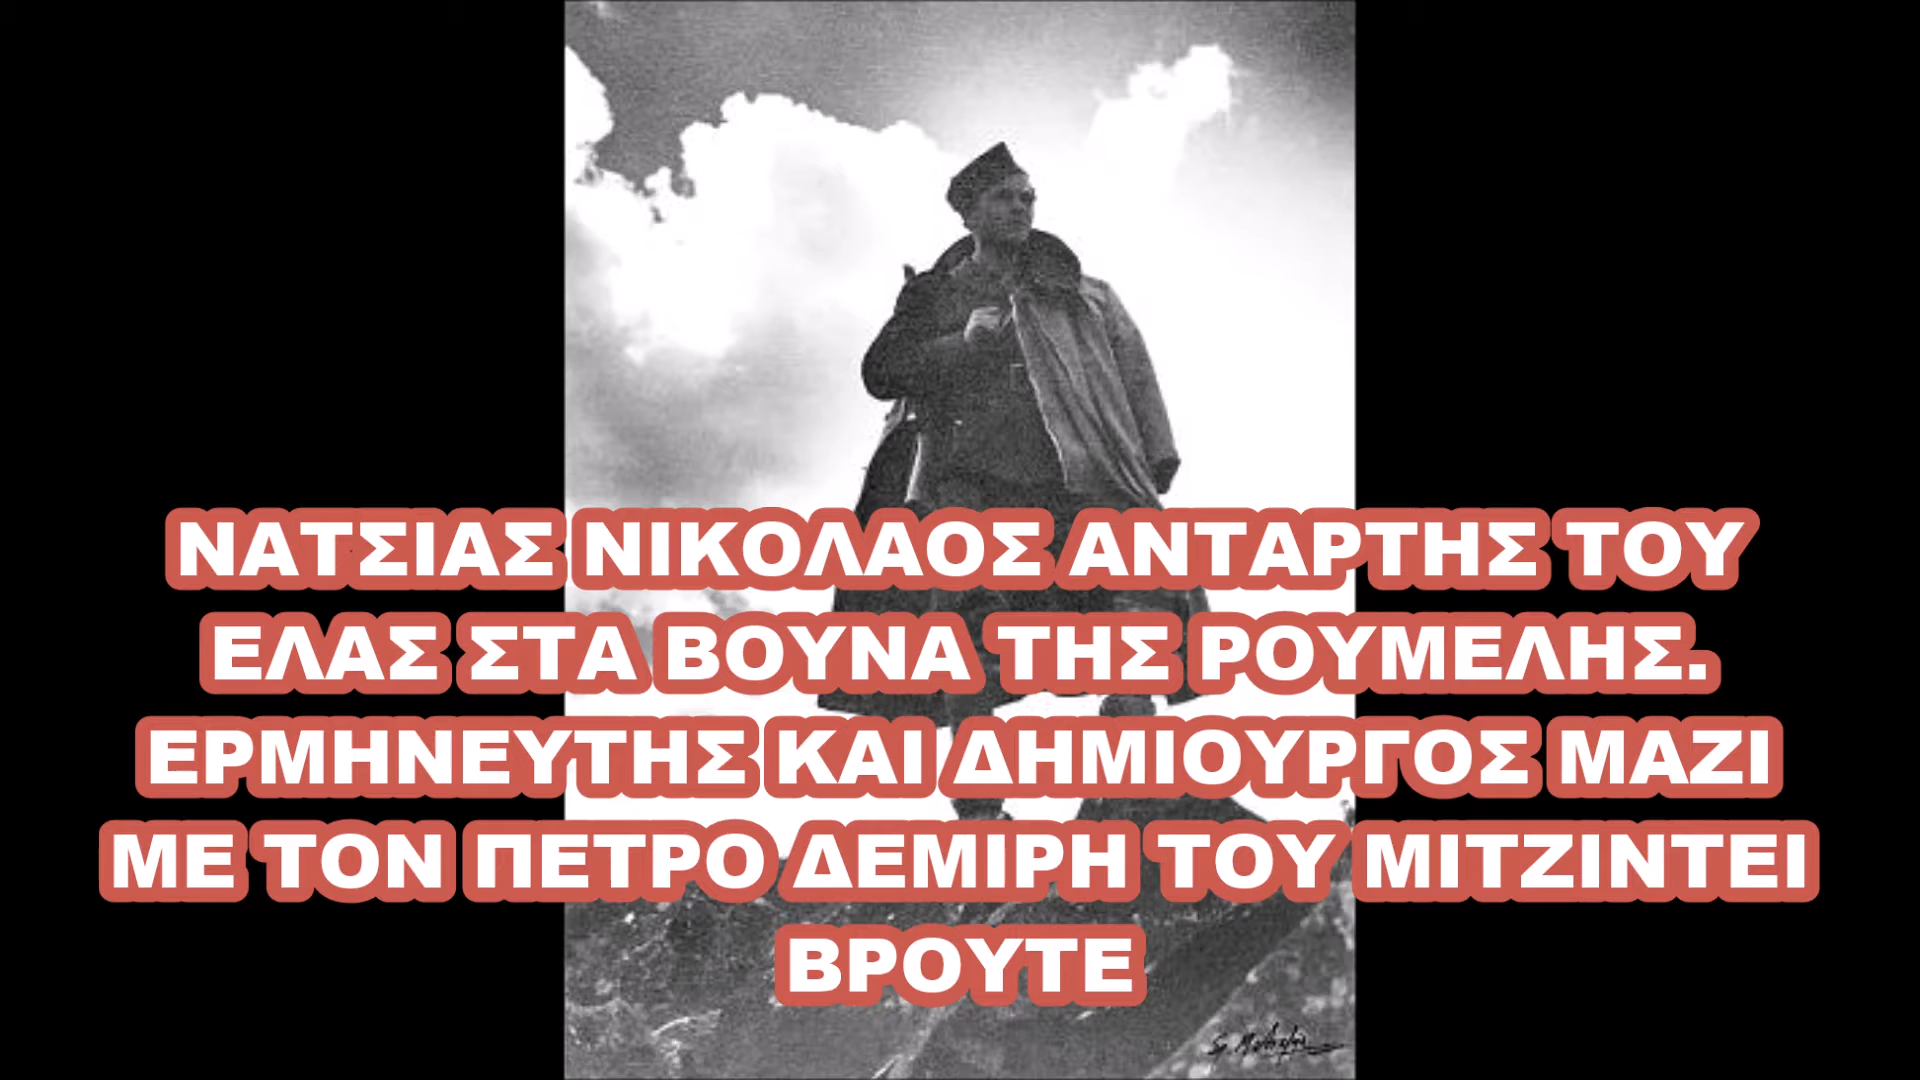 ΝΑΤΣΙΑΣ ΝΙΚΟΛΑΟΣ ΑΝΤΑΡΤΗΣ ΤΟΥ
ΕΛΑΣ ΣΤΑ ΒΟΥΝΑ ΤΗΣ ΡΟΥΜΕΛΗΣ.
ΕΡΜΗΝΕΥΤΗΣ ΚΑΙ ΔΗΜΙΟΥΡΓΟΣ ΜΑΖΙ
ΜΕ ΤΟΝ ΠΕΤΡΟ ΔΕΜΙΡΗ ΤΟΥ ΜΙΤΖΙΝΤΕΙ
ΒΡΟΥΤΕ